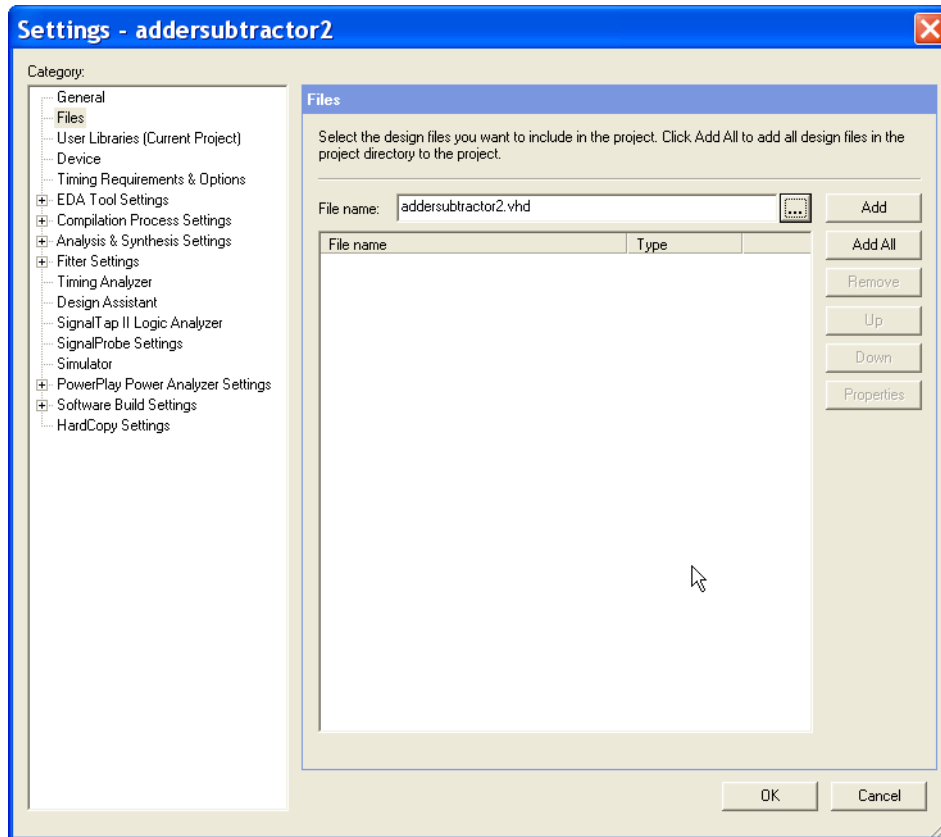 Settings - addersubtractor2
Category:
General
Files
User Libraries (Current Project)
Device
Timing Requirements & Options
EDA Tool Settings
Compilation Process Settings
Analysis & Synthesis Settings
Fitter Settings
Timing Analyzer
Design Assistant
SignalTap II Logic Analyzer
SignalProbe Settings
Simulator
PowerPlay Power Analyzer Settings
Software Build Settings
HardCopy Settings
Files
Select the design files you want to include in the project. Click Add All to add all design files in the
project directory to the project.
File name: addersubtractor2.vhd ... Add
File name Type Add All
Remove
Up
Down
Properties
OK Cancel